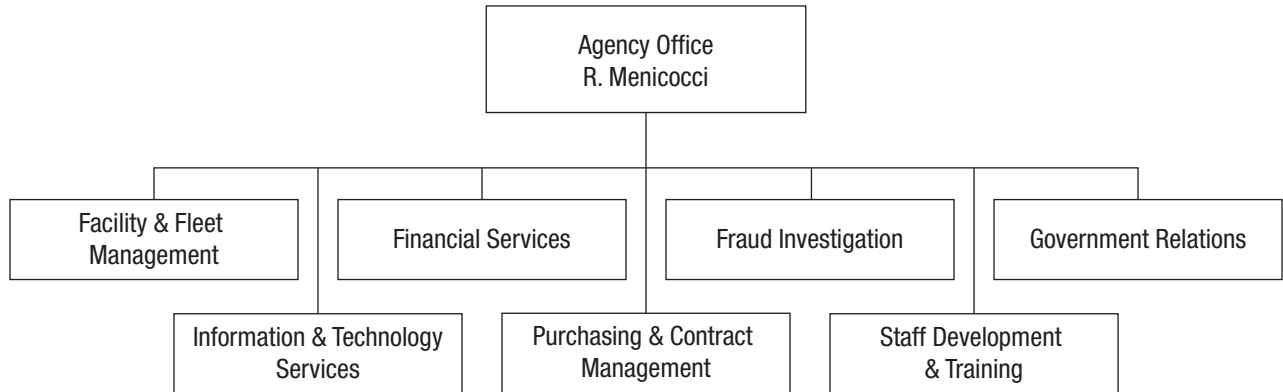 Agency Office
R. Menicocci
Facility & Fleet
Management
Financial Services
Fraud Investigation
Government Relations
Information & Technology
Services
Purchasing & Contract
Management
Staff Development
& Training